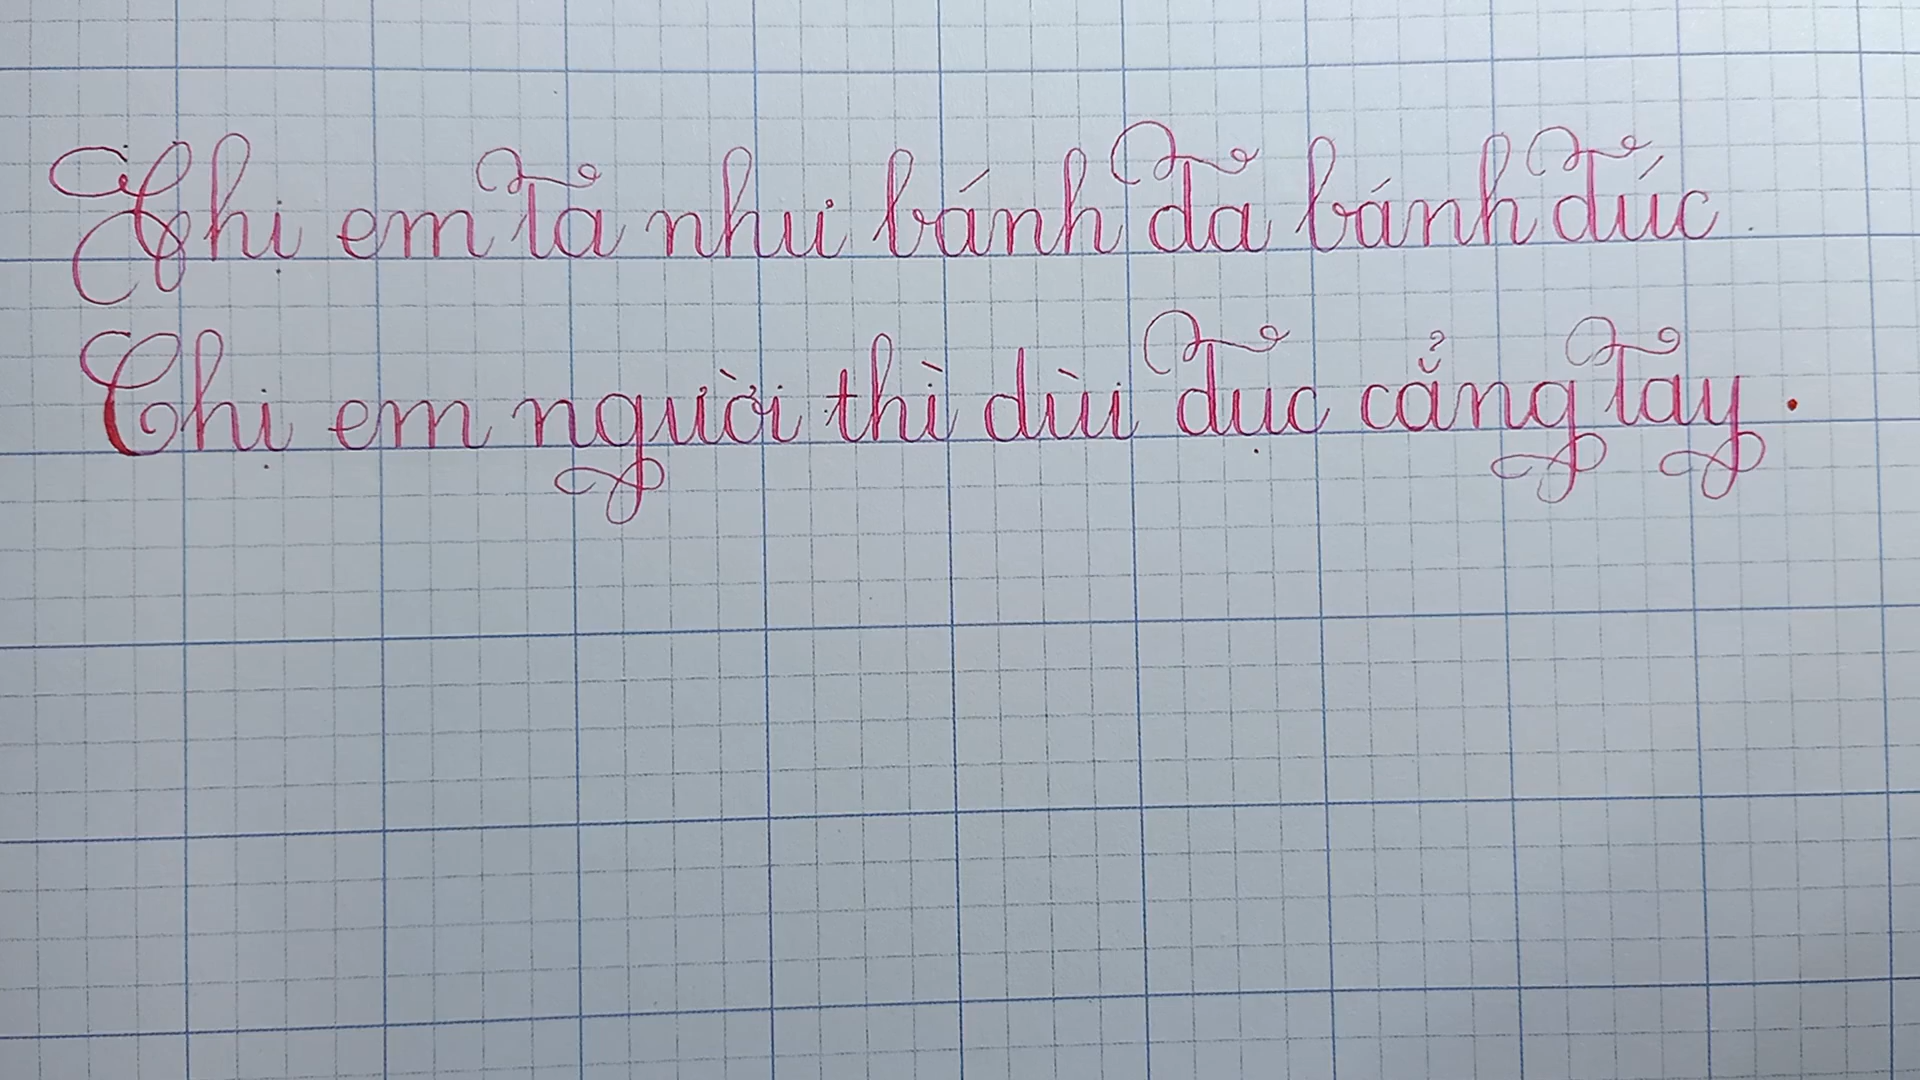 Chị em ta như bánh đa bánh đúc.
Chị em người thì dùi đục cẳng tay.